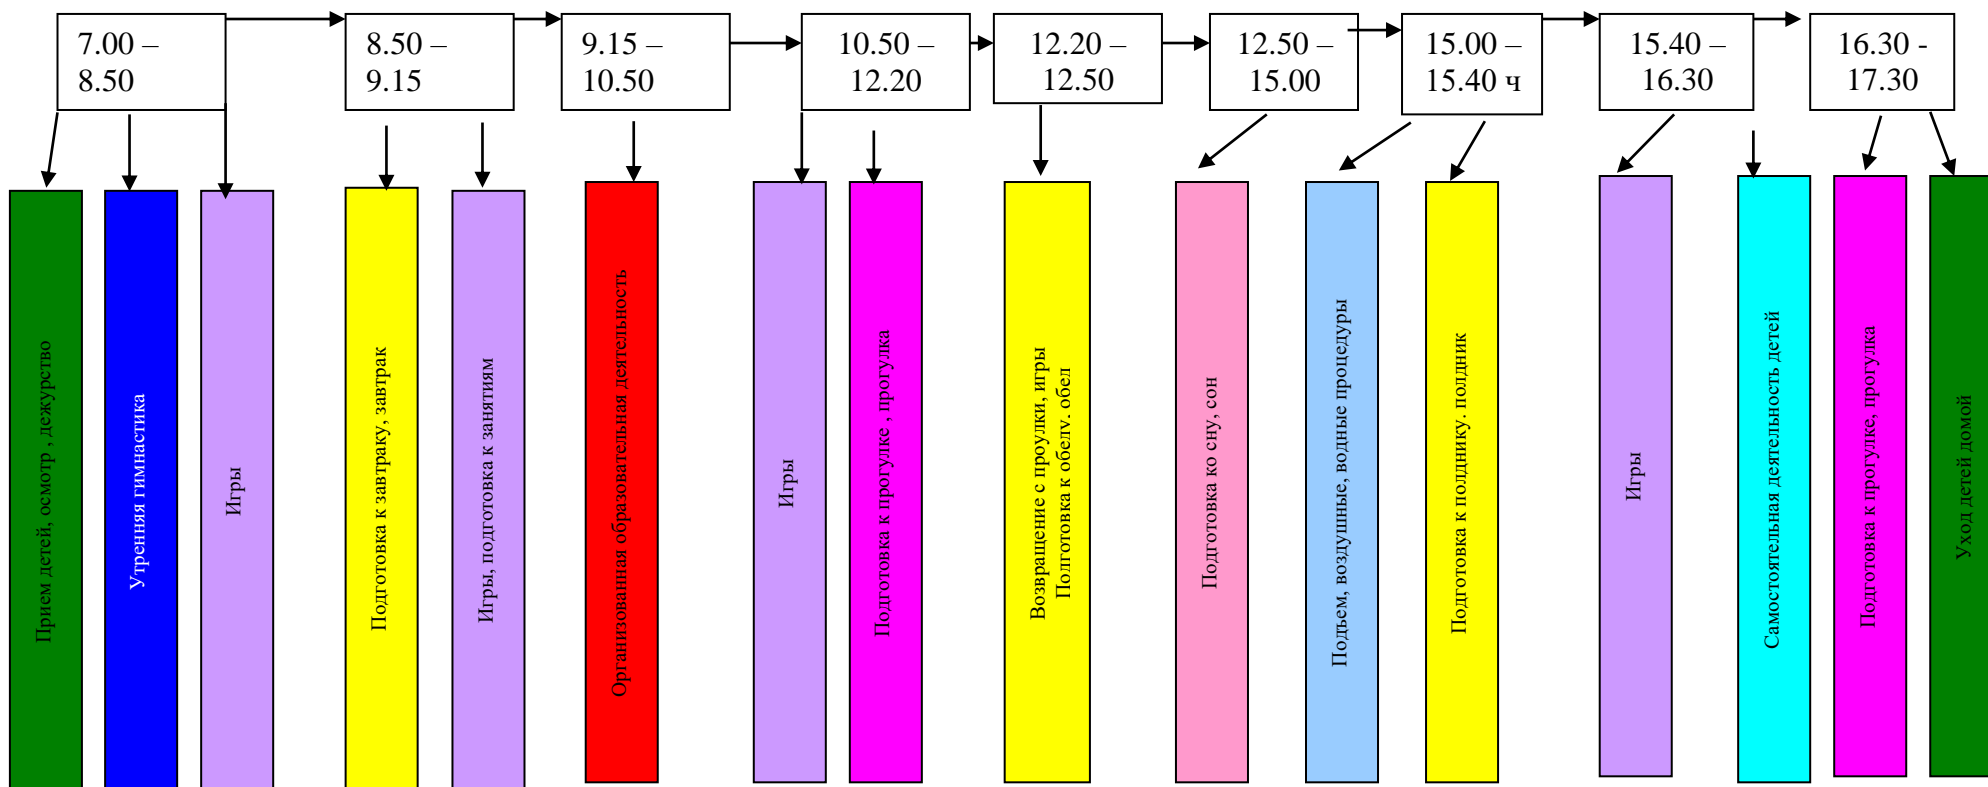 7.00 –
8.50
8.50 –
9.15
9.15 –
10.50
10.50 –
12.20
12.20 –
12.50
12.50 –
15.00
15.00 –
15.40 ч
15.40 –
16.30
16.30 -
17.30
Прием детей, осмотр , дежурство
Утренняя гимнастика
Игры
Подготовка к завтраку, завтрак
Игры, подготовка к занятиям
Организованная образовательная деятельность
Игры
Подготовка к прогулке , прогулка
Возвращение с проулки, игры
Подготовка к обеду. обед
Подготовка ко сну, сон
Подъем, воздушные, водные процедуры
Подготовка к полднику. полдник
Игры
Самостоятельная деятельность детей
Подготовка к прогулке, прогулка
Уход детей домой